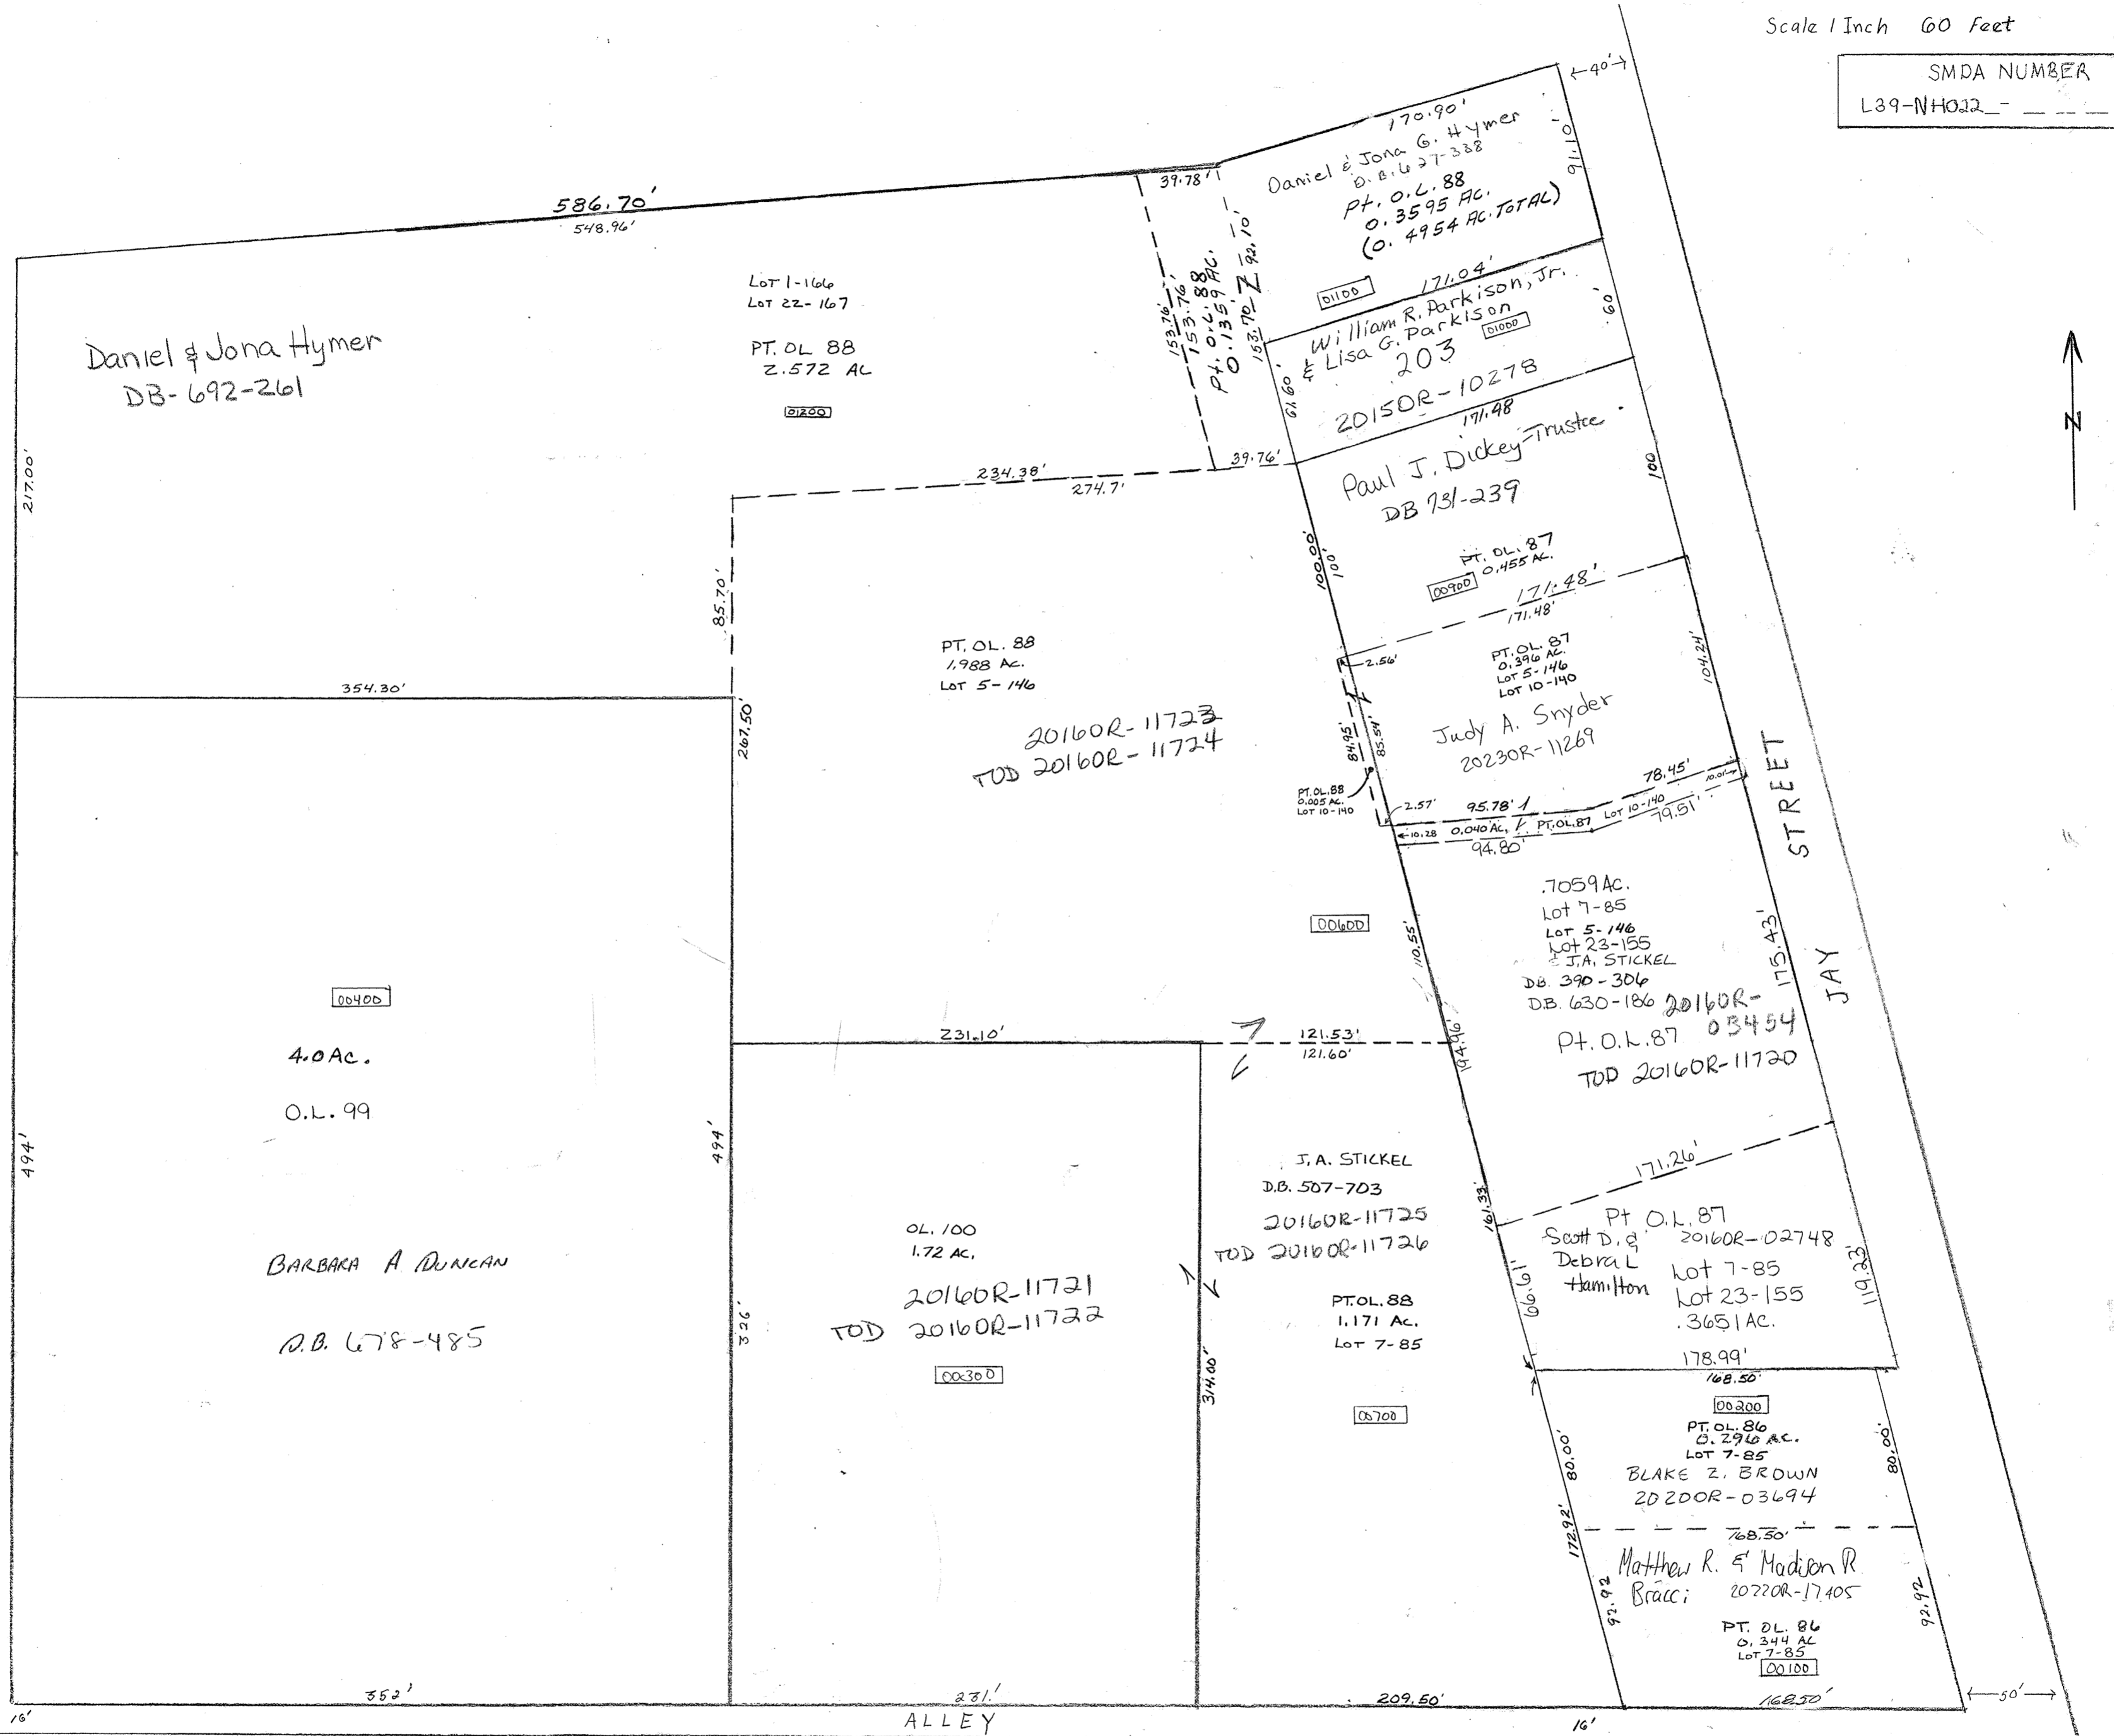 Scale 1 Inch 60 Feet
SMDA NUMBER
L39-NH022_-_ _ _ _
←40'→
170.90'
Daniel & Jona G. Hymer
D.B. 627-338
Pt. O.L. 88
0.3595 AC.
(0.4954 AC. TOTAL)
91.10'
01100
171.04'
586.70'
548.96'
39.78'
153.76'
153.76'
Pt. O.L. 88
0.1359 AC.
153.70
Z
92.10'
Daniel & Jona Hymer
DB-692-261
LOT 1-166
LOT 22-167
PT. OL 88
2.572 AC
01200
William R. Parkison, Jr.
& Lisa G. Parkison
01000
203
2015OR-10278
60'
61.60'
171.48
217.00'
234.38'
274.7'
39.76'
Paul J. Dickey-Trustee
DB 731-239
100
PT. OL. 87
0.455 AC.
00900
100.00'
100'
171.48'
171.48'
85.70'
PT. OL. 88
1.988 AC.
LOT 5-146
2016OR-11723
TOD 2016OR-11724
2.56'
PT. OL. 87
0.396 AC.
LOT 5-146
LOT 10-140
Judy A. Snyder
2023OR-11269
104.24'
84.95'
85.54'
354.30'
267.50'
PT. OL. 88
0.005 AC.
LOT 10-140
2.57'
95.78'
78.45'
10.01'
10.28
0.040 AC.
PT. OL. 87
LOT 10-140
94.80'
79.51'
JAY STREET
.7059 AC.
Lot 7-85
LOT 5-146
Lot 23-155
& J.A. STICKEL
DB. 390-306
D.B. 630-186
2016OR-
03454
Pt. O.L. 87
TOD 2016OR-11720
175.43'
00600
110.55'
194.96'
00400
4.0 AC.
O.L. 99
231.10'
121.53'
121.60'
494'
494'
BARBARA A DUNCAN
D.B. 678-485
OL. 100
1.72 AC.
2016OR-11721
TOD 2016OR-11722
00300
326'
314.00'
J.A. STICKEL
D.B. 507-703
2016OR-11725
TOD 2016OR-11726
PT. OL. 88
1.171 AC.
LOT 7-85
00700
161.33'
171.26'
Pt O.L. 87
Scott D. &
Debra L
Hamilton
2016OR-02748
Lot 7-85
Lot 23-155
.3651 AC.
66.61'
119.23'
178.99'
168.50'
00200
PT. OL. 86
0.296 AC.
LOT 7-85
BLAKE Z. BROWN
2020OR-03694
80.00'
80.00'
172.92'
168.50'
Matthew R. & Madison R
Bracci
2022OR-17405
92.92
92.92
PT. OL. 86
0.344 AC
LOT 7-85
00100
352'
231.'
209.50'
168.50'
←50'→
16'
ALLEY
16'
N